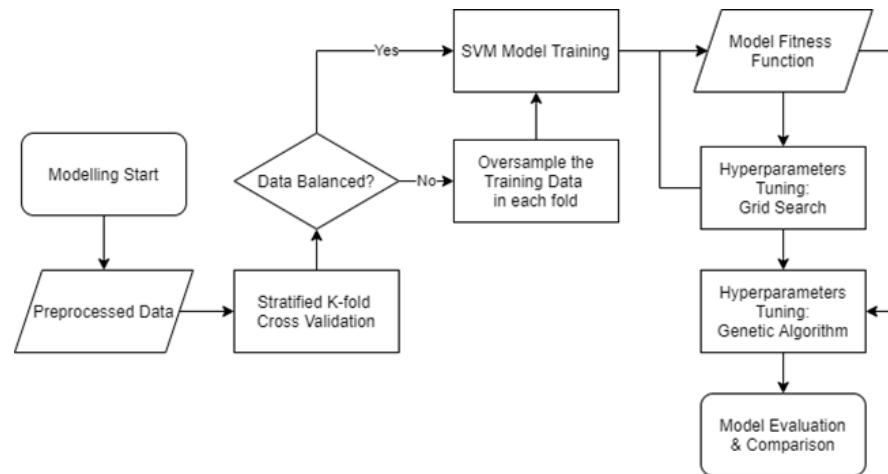 Modelling Start
Preprocessed Data
Stratified K-fold
Cross Validation
Data Balanced?
Yes
No
Oversample the
Training Data
in each fold
SVM Model Training
Model Fitness
Function
Hyperparameters
Tuning:
Grid Search
Hyperparameters
Tuning:
Genetic Algorithm
Model Evaluation
& Comparison